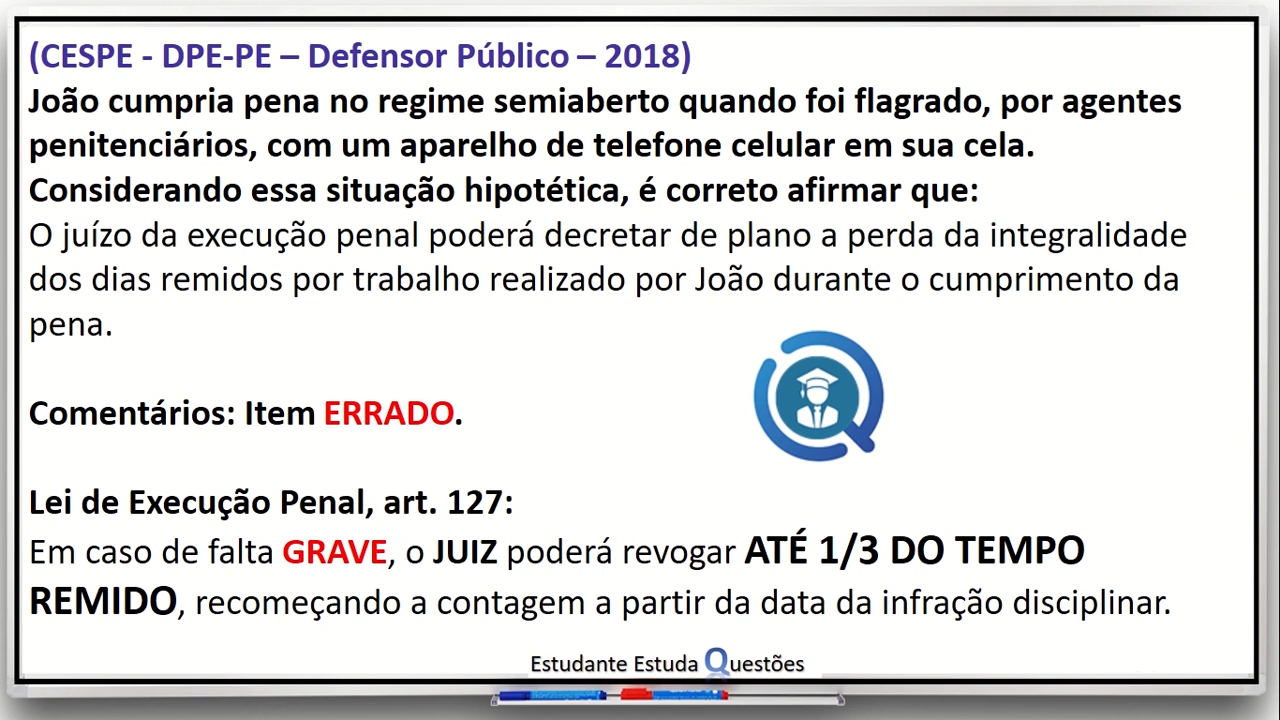 (CESPE - DPE-PE – Defensor Público – 2018)
João cumpria pena no regime semiaberto quando foi flagrado, por agentes
penitenciários, com um aparelho de telefone celular em sua cela.
Considerando essa situação hipotética, é correto afirmar que:
O juízo da execução penal poderá decretar de plano a perda da integralidade
dos dias remidos por trabalho realizado por João durante o cumprimento da
pena.
Comentários: Item ERRADO.
Lei de Execução Penal, art. 127:
Em caso de falta GRAVE, o JUIZ poderá revogar ATÉ 1/3 DO TEMPO
REMIDO, recomeçando a contagem a partir da data da infração disciplinar.
Estudante Estuda Questões